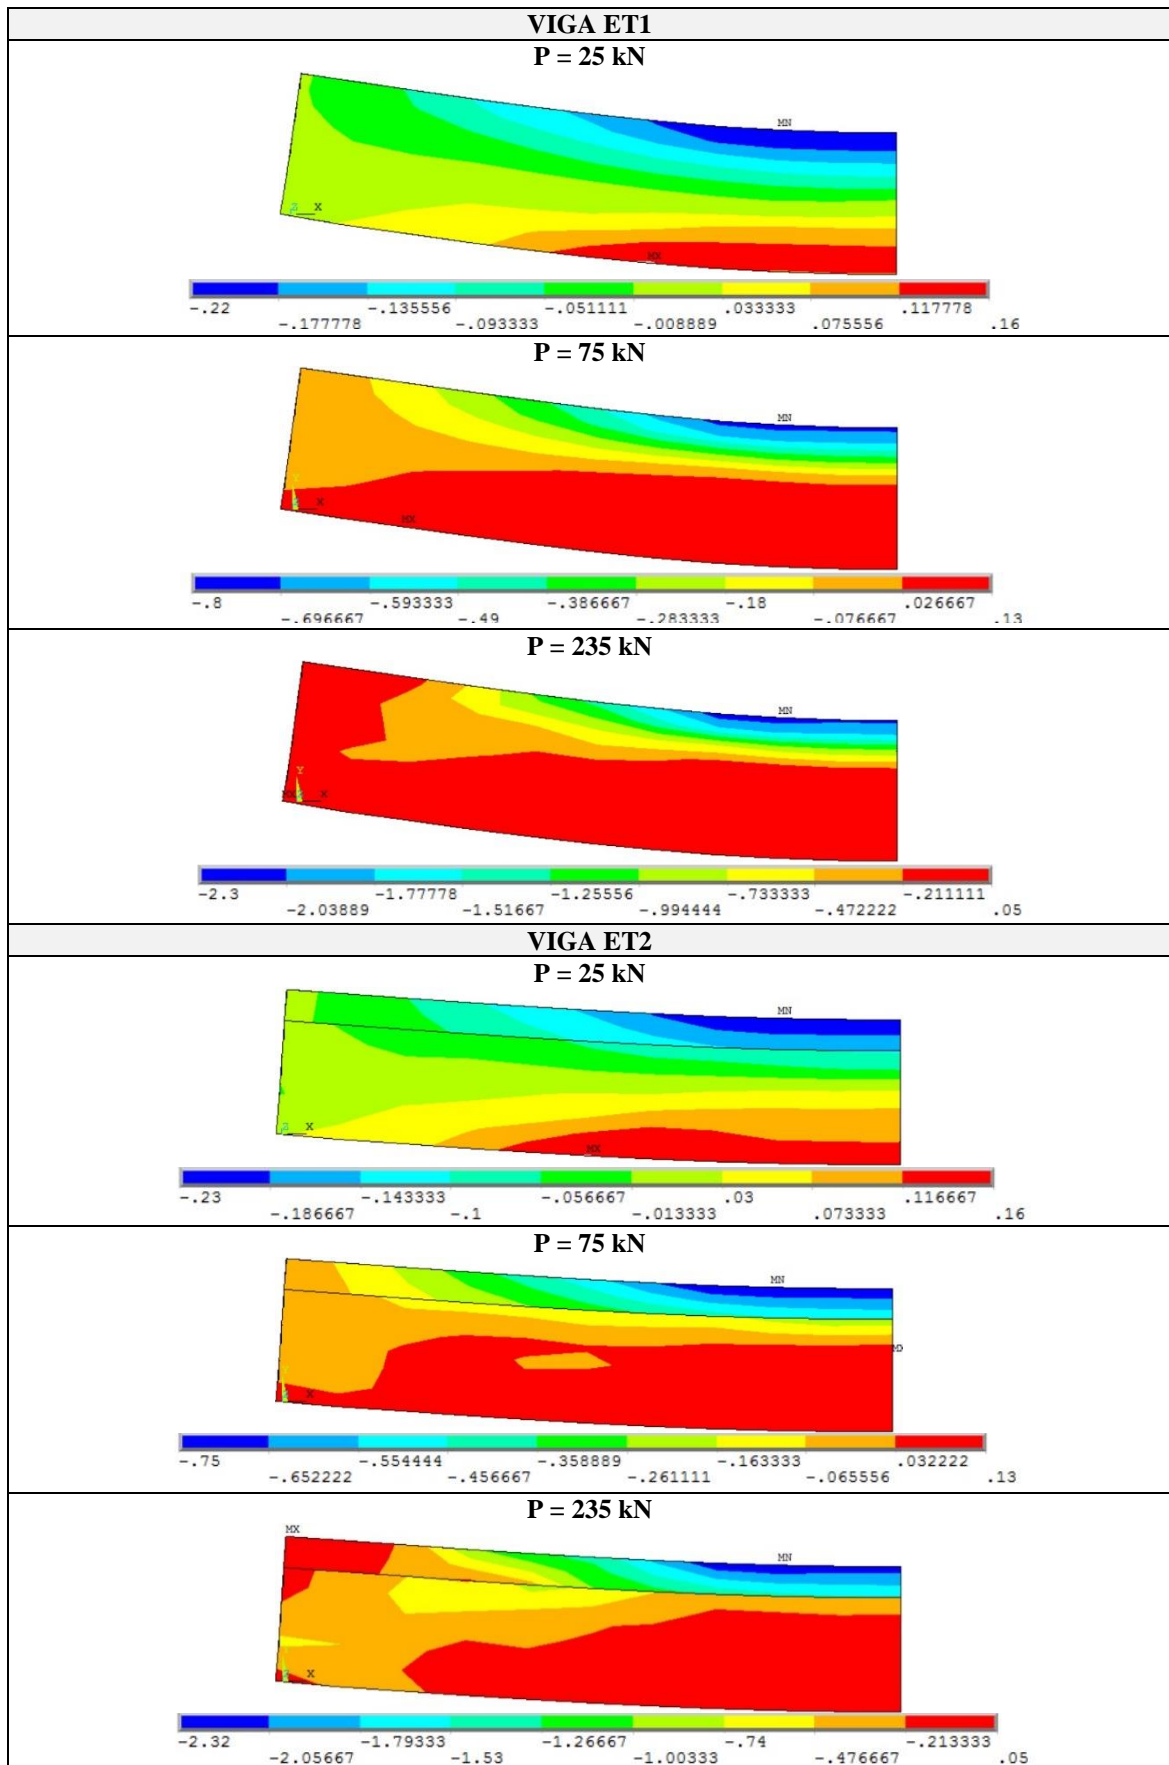 VIGA ET1
P = 25 kN
MN
Z X
MX
-.22 -.135556 -.051111 .033333 .117778
-.177778 -.093333 -.008889 .075556 .16
P = 75 kN
MN
X
MX
-.8 -.593333 -.386667 -.18 .026667
-.696667 -.49 -.283333 -.076667 .13
P = 235 kN
MN
Y
MX X
-2.3 -1.77778 -1.25556 -.733333 -.211111
-2.03889 -1.51667 -.994444 -.472222 .05
VIGA ET2
P = 25 kN
MN
Z X
MX
-.23 -.143333 -.056667 .03 .116667
-.186667 -.1 -.013333 .073333 .16
P = 75 kN
MN
MX
X
-.75 -.554444 -.358889 -.163333 .032222
-.652222 -.456667 -.261111 -.065556 .13
P = 235 kN
MX
MN
X
-2.32 -1.79333 -1.26667 -.74 -.213333
-2.05667 -1.53 -1.00333 -.476667 .05